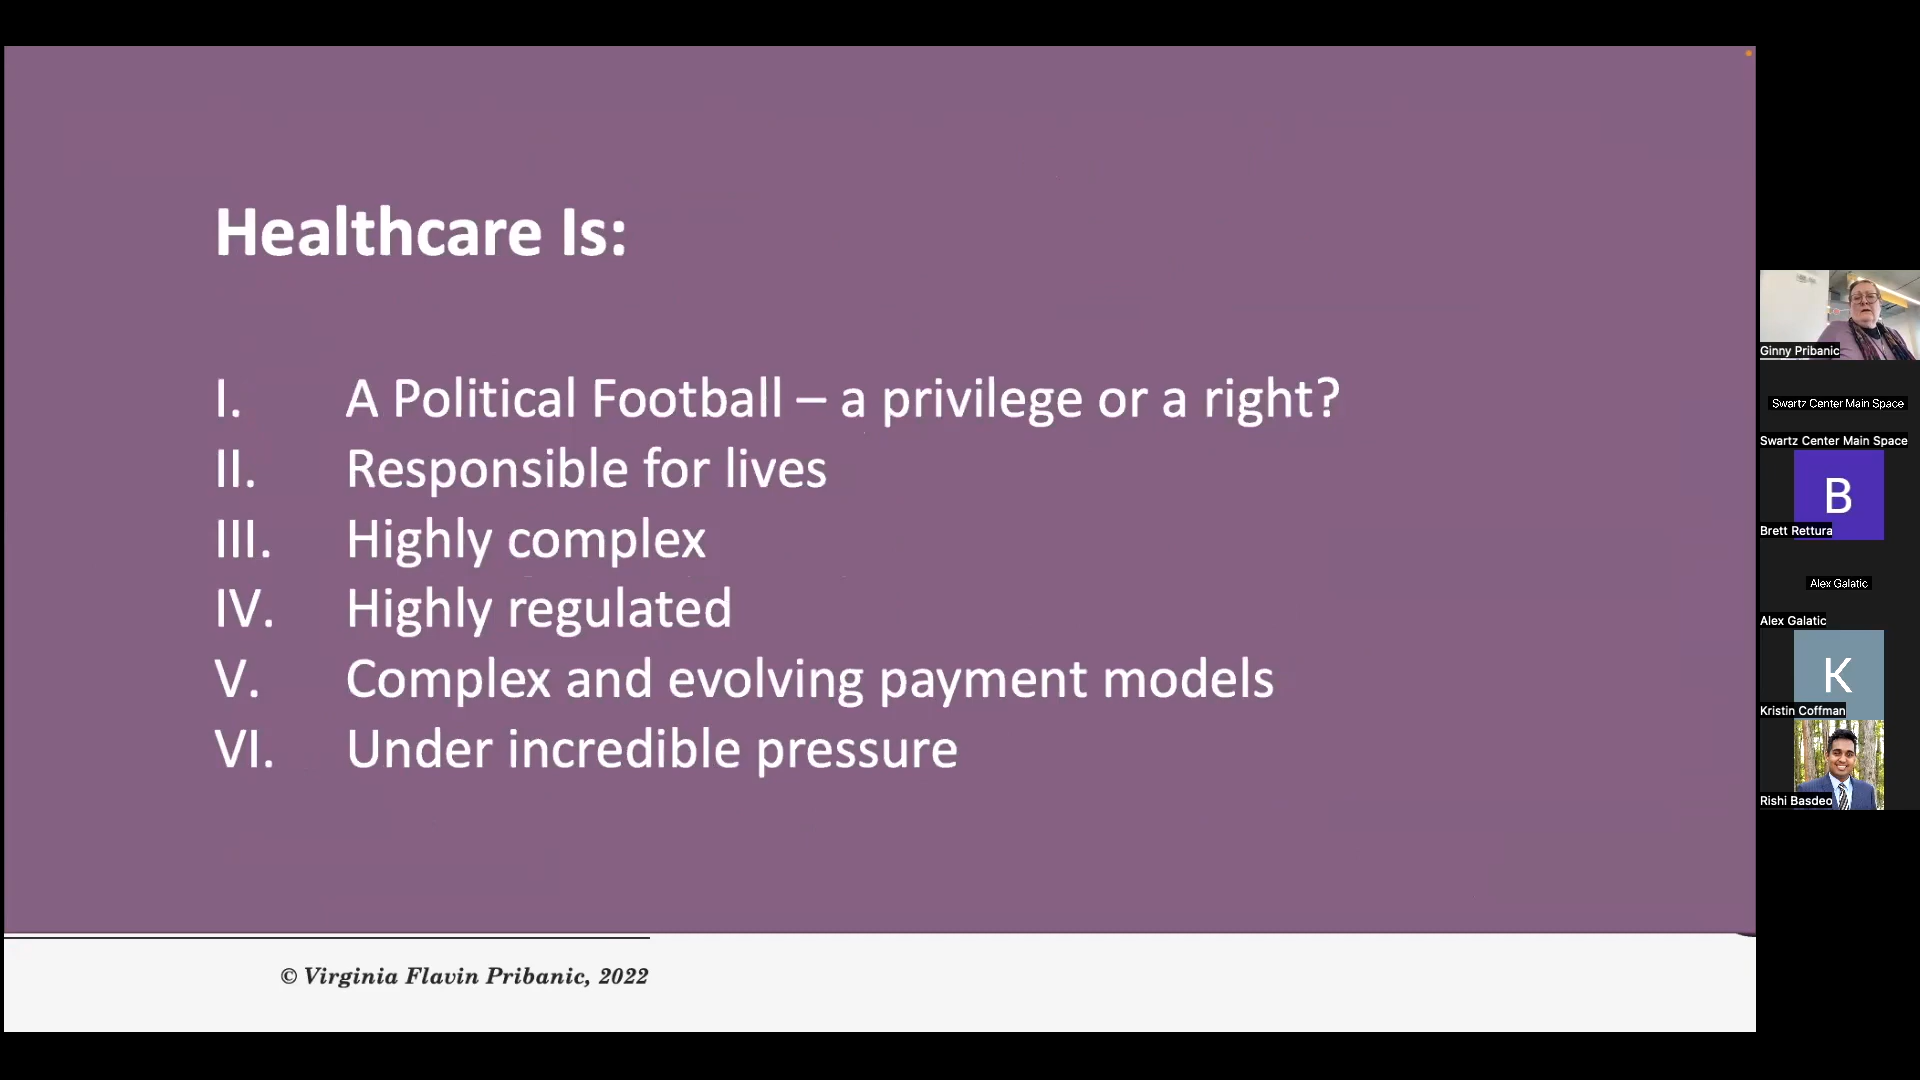 Healthcare Is:
I. A Political Football – a privilege or a right?
II. Responsible for lives
III. Highly complex
IV. Highly regulated
V. Complex and evolving payment models
VI. Under incredible pressure
© Virginia Flavin Pribanic, 2022
Ginny Pribanic
Swartz Center Main Space
Swartz Center Main Space
B
Brett Rettura
Alex Galatic
Alex Galatic
K
Kristin Coffman
Rishi Basdeo